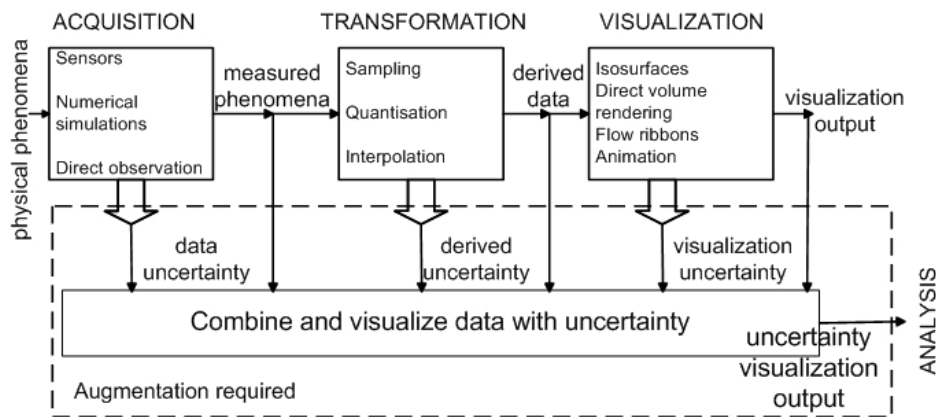 ACQUISITION
TRANSFORMATION
VISUALIZATION
physical phenomena
Sensors
Numerical
simulations
Direct observation
measured
phenomena
Sampling
Quantisation
Interpolation
derived
data
Isosurfaces
Direct volume
rendering
Flow ribbons
Animation
visualization
output
data
uncertainty
derived
uncertainty
visualization
uncertainty
Combine and visualize data with uncertainty
uncertainty
visualization
output
ANALYSIS
Augmentation required